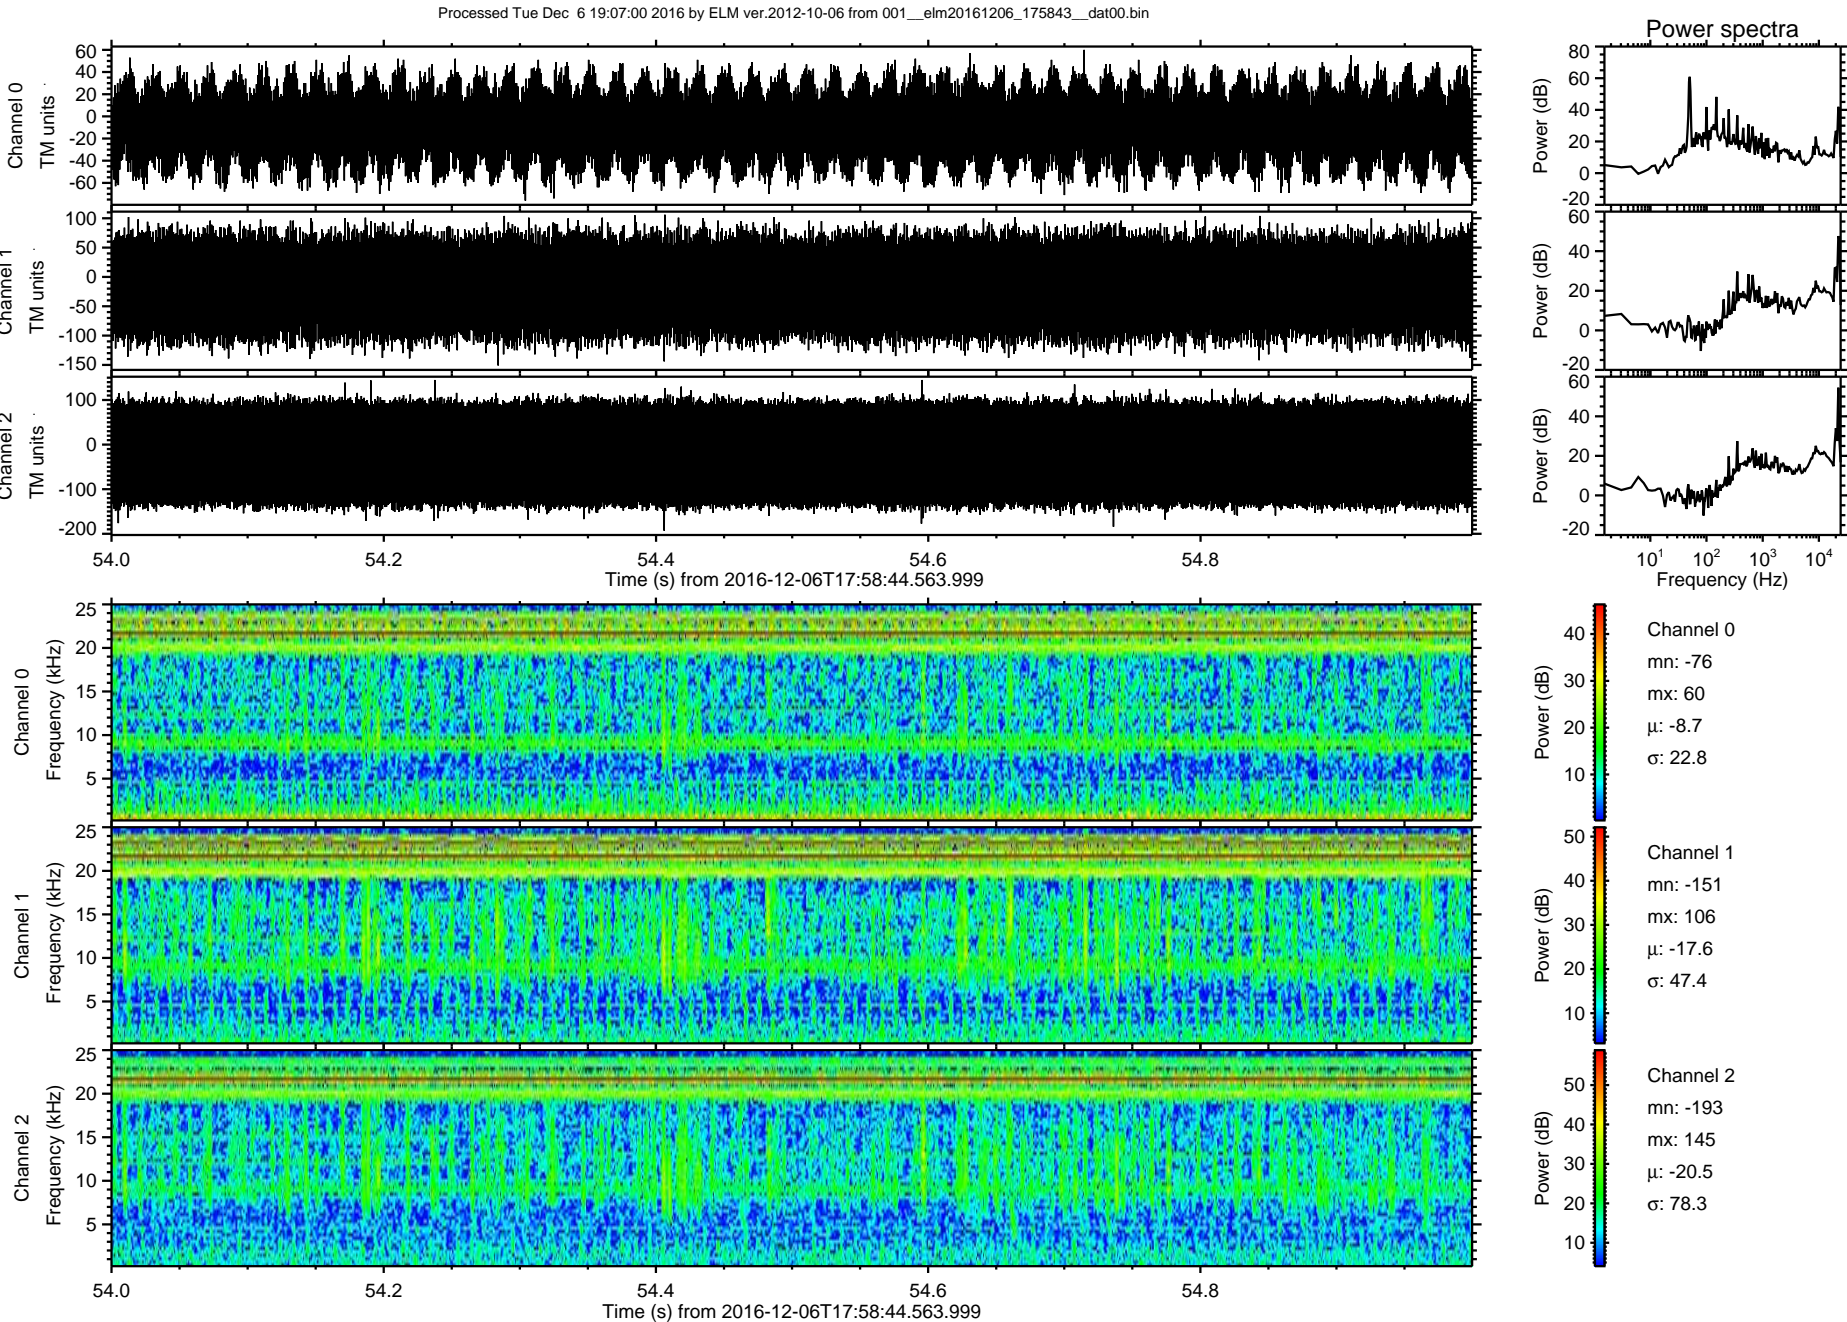 Processed Tue Dec  6 19:07:00 2016 by ELM ver.2012-10-06 from 001__elm20161206_175843__dat00.bin
Power spectra
Channel 0
TM units
60
40
20
0
-20
-40
-60
Power (dB)
80
60
40
20
0
-20
Channel 1
TM units
100
50
0
-50
-100
-150
Power (dB)
60
40
20
0
-20
Channel 2
TM units
100
0
-100
-200
Power (dB)
60
40
20
0
-20
54.0 54.2 54.4 54.6 54.8
Time (s) from 2016-12-06T17:58:44.563.999
10^1 10^2 10^3 10^4
Frequency (Hz)
Channel 0
Frequency (kHz)
25
20
15
10
5
Power (dB)
40
30
20
10
Channel 0
mn: -76
mx: 60
μ: -8.7
σ: 22.8
Channel 1
Frequency (kHz)
25
20
15
10
5
Power (dB)
50
40
30
20
10
Channel 1
mn: -151
mx: 106
μ: -17.6
σ: 47.4
Channel 2
Frequency (kHz)
25
20
15
10
5
Power (dB)
50
40
30
20
10
Channel 2
mn: -193
mx: 145
μ: -20.5
σ: 78.3
54.0 54.2 54.4 54.6 54.8
Time (s) from 2016-12-06T17:58:44.563.999